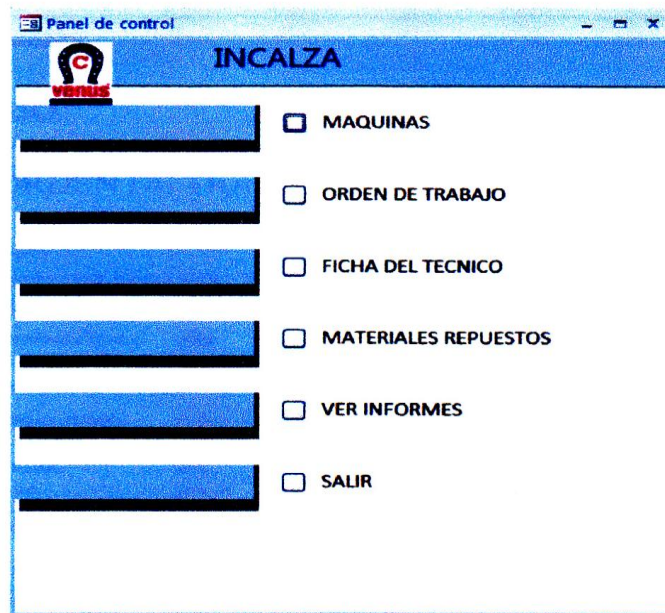 Panel de control
INCALZA
C
venus
MAQUINAS
ORDEN DE TRABAJO
FICHA DEL TECNICO
MATERIALES REPUESTOS
VER INFORMES
SALIR